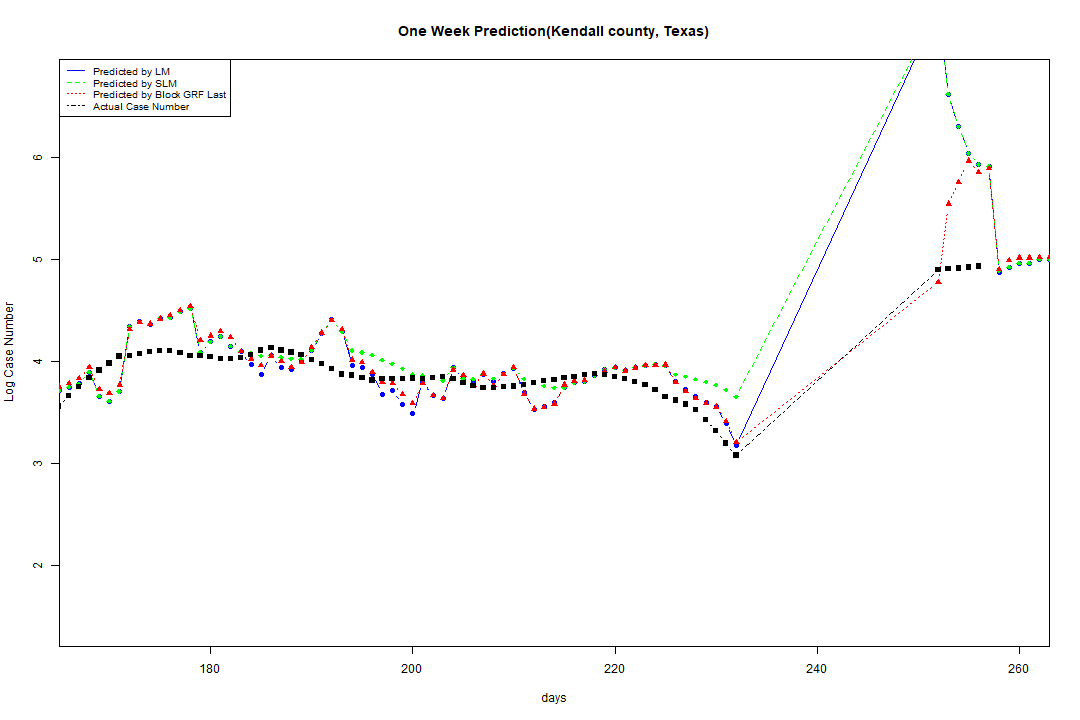 One Week Prediction(Kendall county, Texas)
Predicted by LM
Predicted by SLM
Predicted by Block GRF Last
Actual Case Number
6
5
4
3
2
Log Case Number
180 200 220 240 260
days